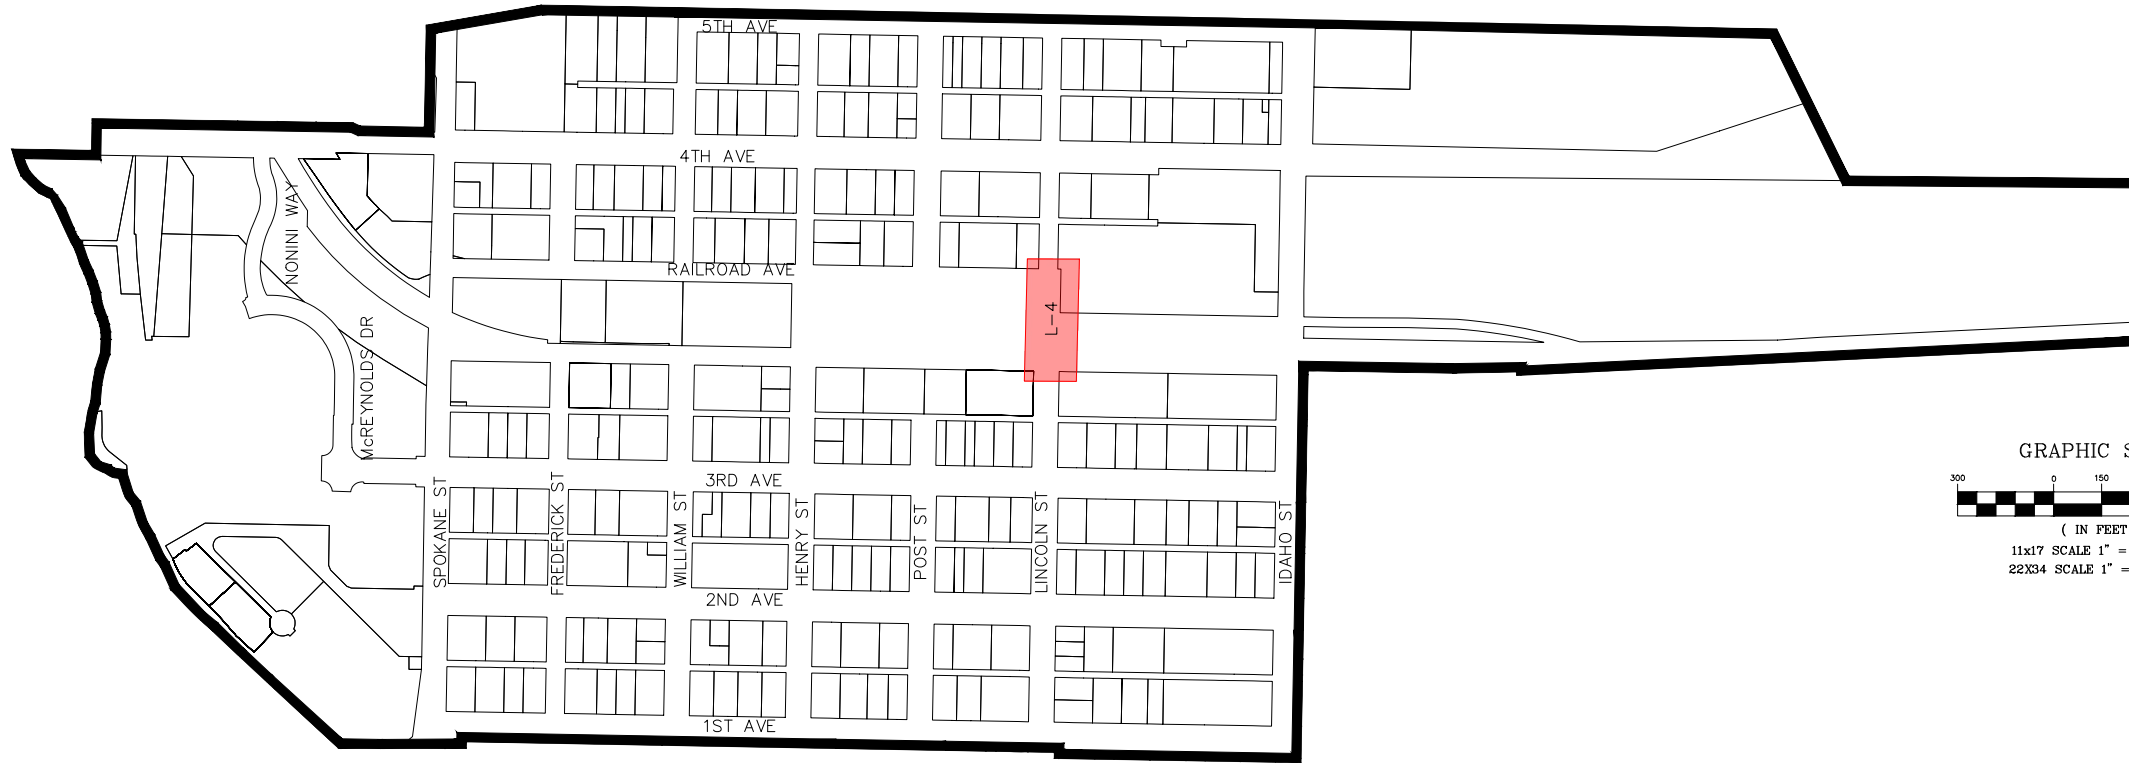 5TH AVE
4TH AVE
NONINI WAY
RAILROAD AVE
L-4
McREYNOLDS DR
GRAPHIC S
3RD AVE
300 0 150
SPOKANE ST
FREDERICK ST
WILLIAM ST
HENRY ST
POST ST
LINCOLN ST
IDAHO ST
( IN FEET
11x17 SCALE 1" =
22X34 SCALE 1" =
2ND AVE
1ST AVE